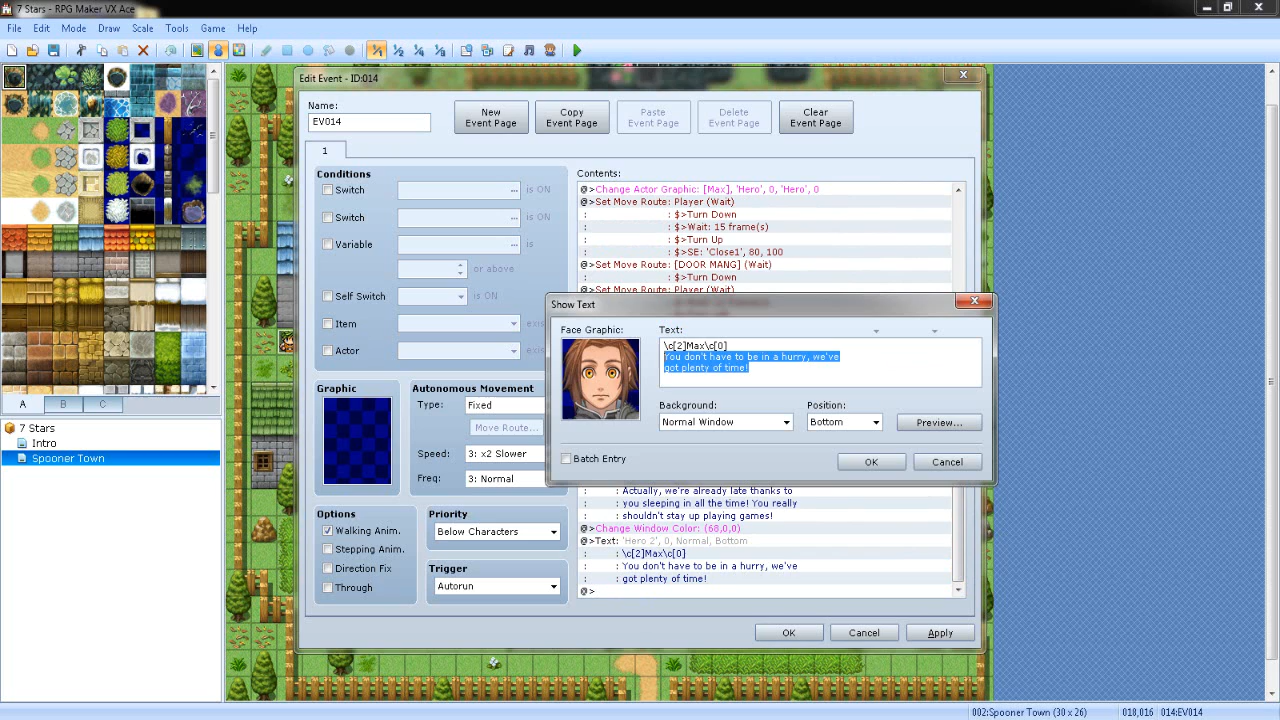 7 Stars - RPG Maker VX Ace
File Edit Mode Draw Scale Tools Game Help
1/1 1/2 1/4 1/8
A B C
7 Stars
Intro
Spooner Town
Edit Event - ID:014
Name:
EV014
New Event Page
Copy Event Page
Paste Event Page
Delete Event Page
Clear Event Page
1
Conditions
Switch ... is ON
Switch ... is ON
Variable ... is
or above
Self Switch is ON
Item
Actor
Graphic
Autonomous Movement
Type: Fixed
Move Route...
Speed: 3: x2 Slower
Freq: 3: Normal
Options
Walking Anim.
Stepping Anim.
Direction Fix
Through
Priority
Below Characters
Trigger
Autorun
Contents:
@>Change Actor Graphic: [Max], 'Hero', 0, 'Hero', 0
@>Set Move Route: Player (Wait)
: : $>Turn Down
: : $>Wait: 15 frame(s)
: : $>Turn Up
: : $>SE: 'Close1', 80, 100
@>Set Move Route: [DOOR MANG] (Wait)
: : $>Turn Down
@>Set Move Route: Player (Wait)
Show Text
Face Graphic:
Text:
\c[2]Max\c[0]
You don't have to be in a hurry, we've
got plenty of time!
Background:
Normal Window
Position:
Bottom
Preview...
Batch Entry
OK Cancel
: : Actually, we're already late thanks to
: : you sleeping in all the time! You really
: : shouldn't stay up playing games!
@>Change Window Color: (68,0,0)
@>Text: 'Hero 2', 0, Normal, Bottom
: : \c[2]Max\c[0]
: : You don't have to be in a hurry, we've
: : got plenty of time!
@>
OK Cancel Apply
002:Spooner Town (30 x 26) 018,016 014:EV014